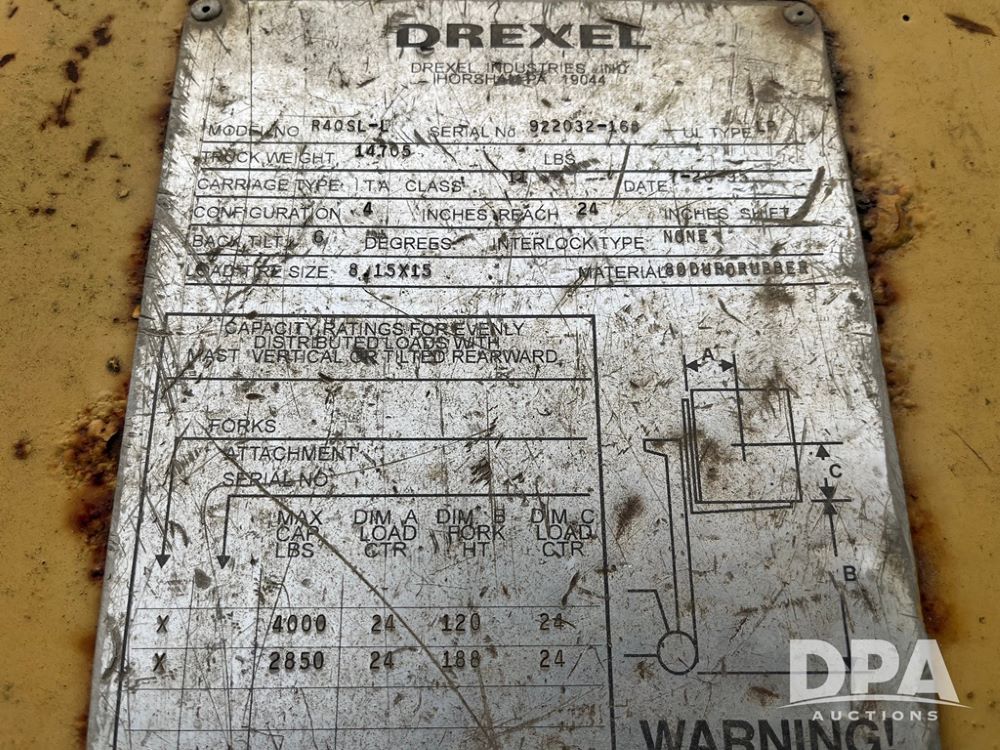 DREXEL
DREXEL INDUSTRIES INC
HORSHAM PA 19044
MODEL NO R40SL-L SERIAL NO 922032-168 UL TYPE LP
TRUCK WEIGHT 14705 LBS
CARRIAGE TYPE I.T.A. CLASS DATE
CONFIGURATION 4 INCHES REACH 24 INCHES SHIFT
BACK TILT 6 DEGREES INTERLOCK TYPE NONE
LOAD TIRE SIZE 8.15X15 MATERIAL 80DURORUBBER
CAPACITY RATINGS FOR EVENLY
DISTRIBUTED LOADS WITH
MAST VERTICAL OR TILTED REARWARD
FORKS
ATTACHMENT
SERIAL NO
MAX CAP LBS
DIM A LOAD CTR
DIM B FORK HT
DIM C LOAD CTR
X 4000 24 120 24
X 2850 24 188 24
A
C
B
WARNING!
DPA
AUCTIONS